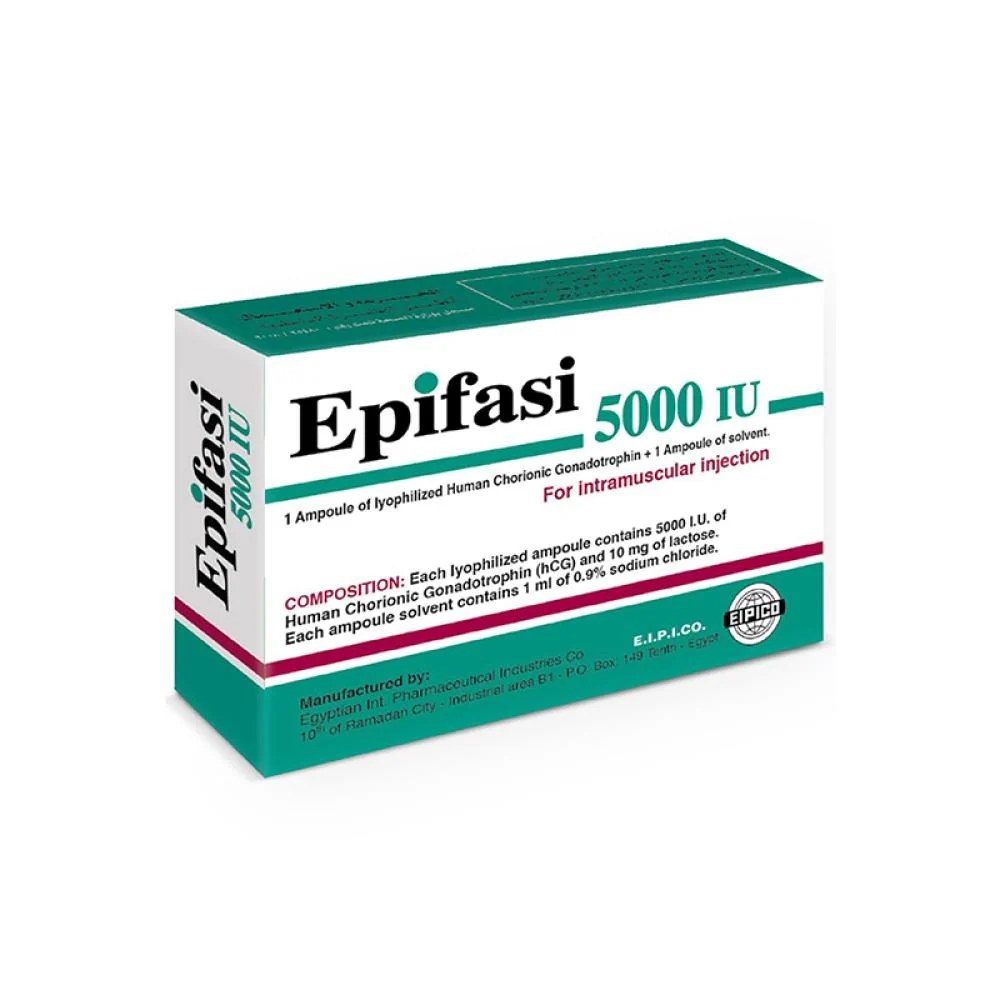 Epifasi
5000 IU
1 Ampoule of lyophilized Human Chorionic Gonadotrophin + 1 Ampoule of solvent.
For intramuscular injection
COMPOSITION: Each lyophilized ampoule contains 5000 I.U. of
Human Chorionic Gonadotrophin (hCG) and 10 mg of lactose.
Each ampoule solvent contains 1 ml of 0.9% sodium chloride.
E.I.P.I.CO.
EIPICO
Manufactured by:
Egyptian Int. Pharmaceutical Industries Co
10th of Ramadan City - Industrial area B1 - P.O. Box: 149 Tenth - Egypt
Epifasi
5000 IU